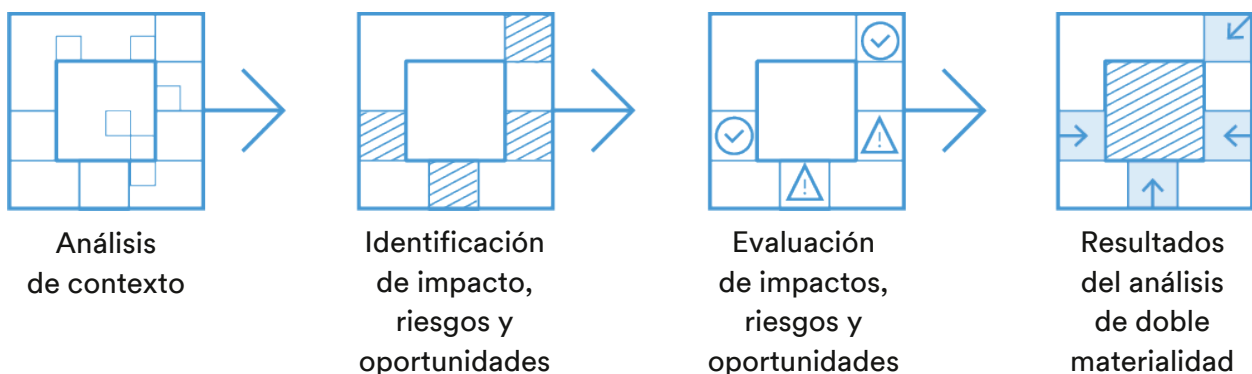 Análisis
de contexto
Identificación
de impacto,
riesgos y
oportunidades
Evaluación
de impactos,
riesgos y
oportunidades
Resultados
del análisis
de doble
materialidad